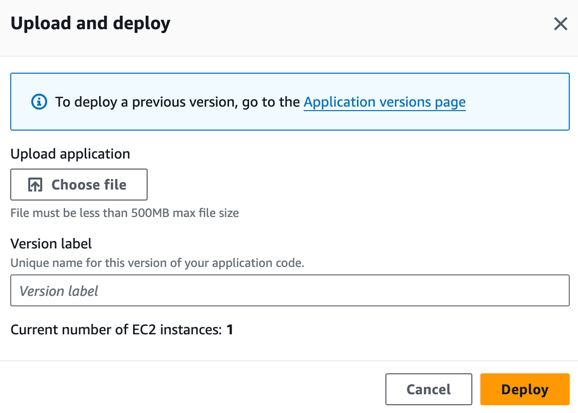 Upload and deploy
To deploy a previous version, go to the Application versions page
Upload application
Choose file
File must be less than 500MB max file size
Version label
Unique name for this version of your application code.
Version label
Current number of EC2 instances: 1
Cancel
Deploy